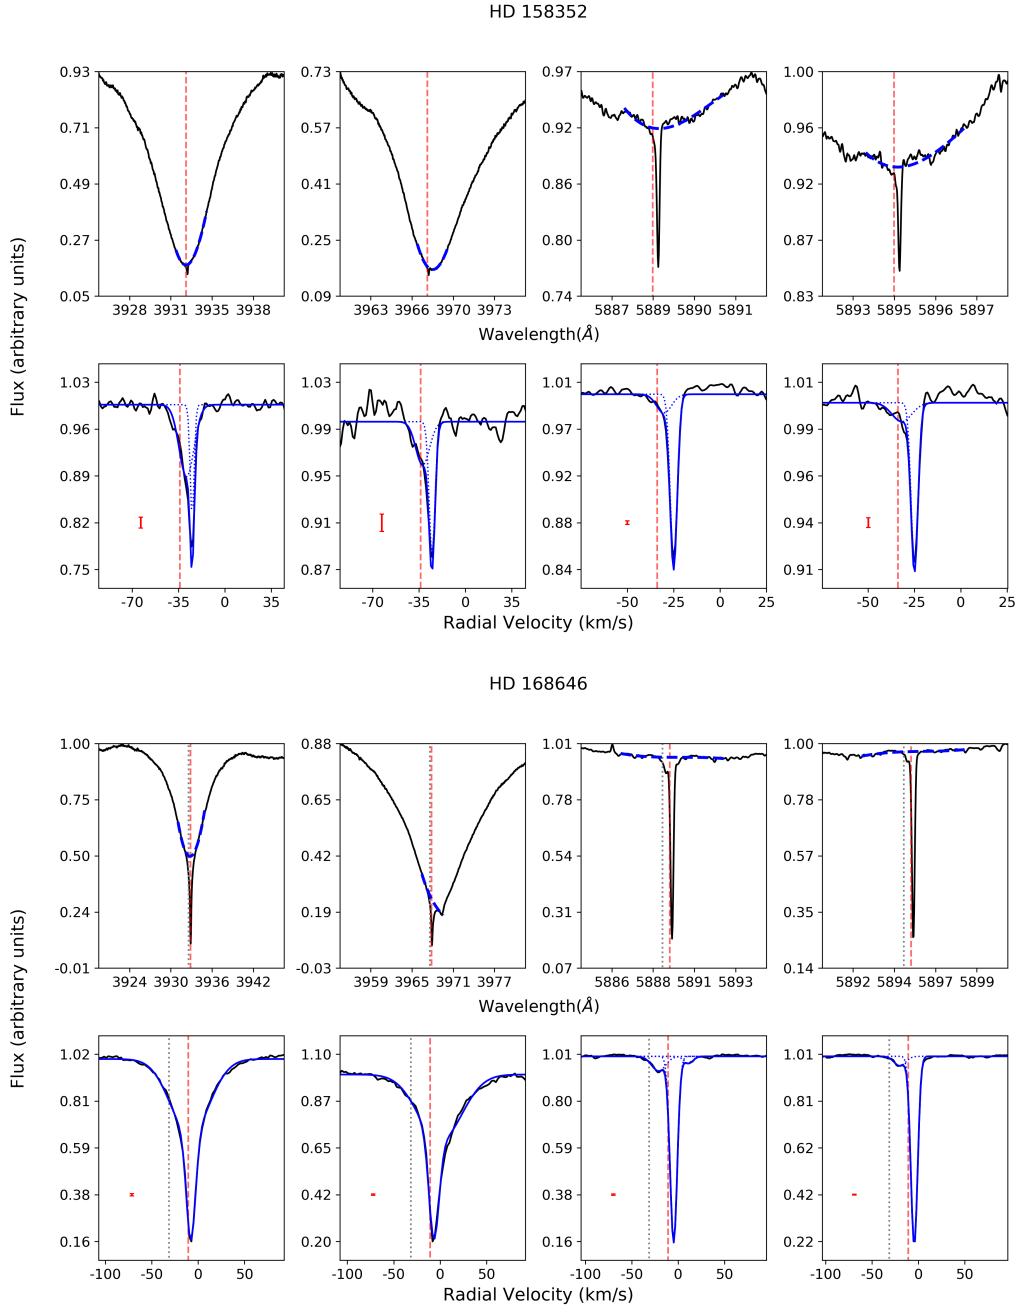 HD 158352
0.93 0.73 0.97 1.00
0.71 0.57 0.92 0.96
0.49 0.41 0.86 0.92
0.27 0.25 0.80 0.87
0.05 0.09 0.74 0.83
3928 3931 3935 3938 3963 3966 3970 3973 5887 5889 5890 5891 5893 5895 5896 5897
Wavelength(Å)
Flux (arbitrary units)
1.03 1.03 1.01 1.01
0.96 0.99 0.97 0.99
0.89 0.95 0.92 0.96
0.82 0.91 0.88 0.94
0.75 0.87 0.84 0.91
-70 -35 0 35 -70 -35 0 35 -50 -25 0 25 -50 -25 0 25
Radial Velocity (km/s)
HD 168646
1.00 0.88 1.01 1.00
0.75 0.65 0.78 0.78
0.50 0.42 0.54 0.57
0.24 0.19 0.31 0.35
-0.01 -0.03 0.07 0.14
3924 3933 3936 3942 3959 3965 3971 3977 5886 5888 5891 5893 5892 5894 5897 5899
Wavelength(Å)
Flux (arbitrary units)
1.02 1.10 1.01 1.01
0.81 0.87 0.80 0.81
0.59 0.65 0.59 0.62
0.38 0.42 0.38 0.42
0.16 0.20 0.16 0.22
-100 -50 0 50 -100 -50 0 50 -100 -50 0 50 -100 -50 0 50
Radial Velocity (km/s)